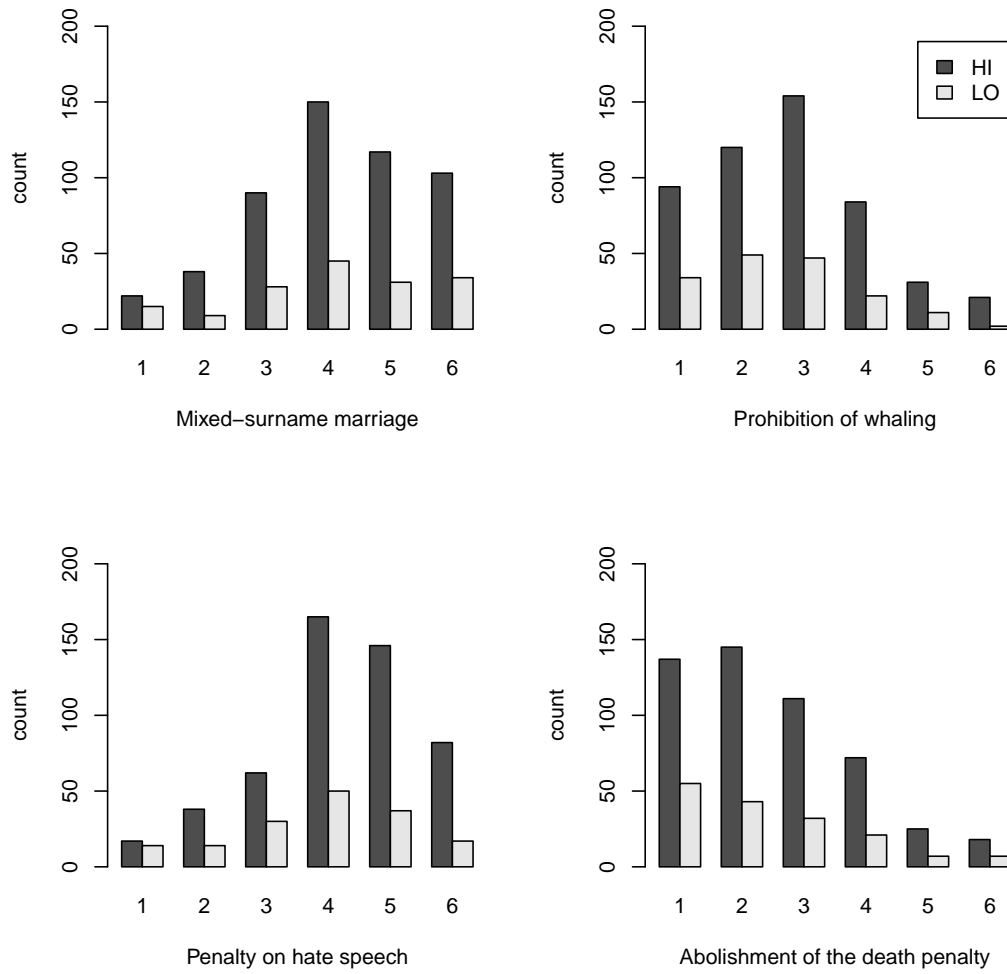 0 50 100 150 200
count
1 2 3 4 5 6
Mixed−surname marriage
0 50 100 150 200
count
1 2 3 4 5 6
Prohibition of whaling
HI
LO
0 50 100 150 200
count
1 2 3 4 5 6
Penalty on hate speech
0 50 100 150 200
count
1 2 3 4 5 6
Abolishment of the death penalty